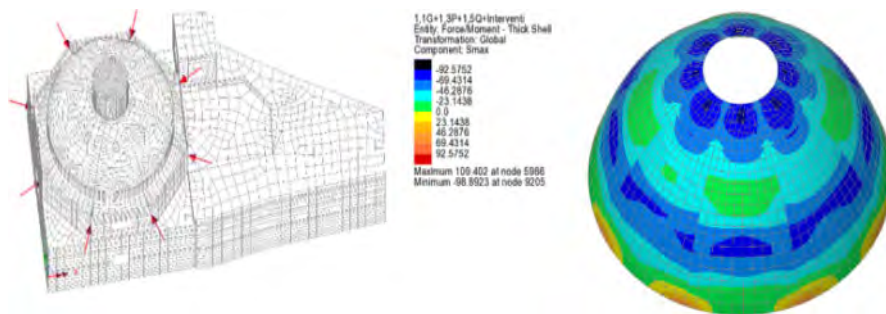 1,1G+1,3P+1,5Q+Interventi
Entity: Force/Moment - Thick Shell
Transformation: Global
Component: Smax
-92.5752
-69.4314
-46.2876
-23.1438
0.0
23.1438
46.2876
69.4314
92.5752
Maximum 109.402 at node 5986
Minimum -98.8923 at node 9205